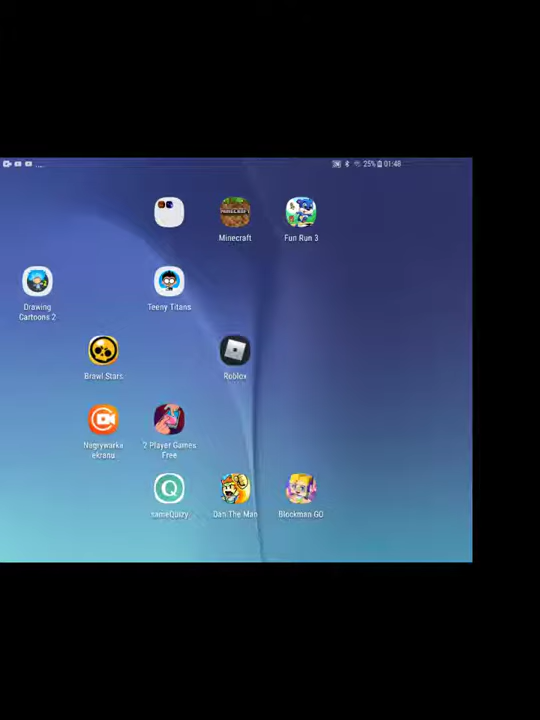 25% 01:48
MINECRAFT
Minecraft
Fun Run 3
Drawing
Cartoons 2
Teeny Titans
Brawl Stars
Roblox
Nagrywarka
ekranu
2 Player Games
Free
sameQuizy
Dan The Man
Blockman GO